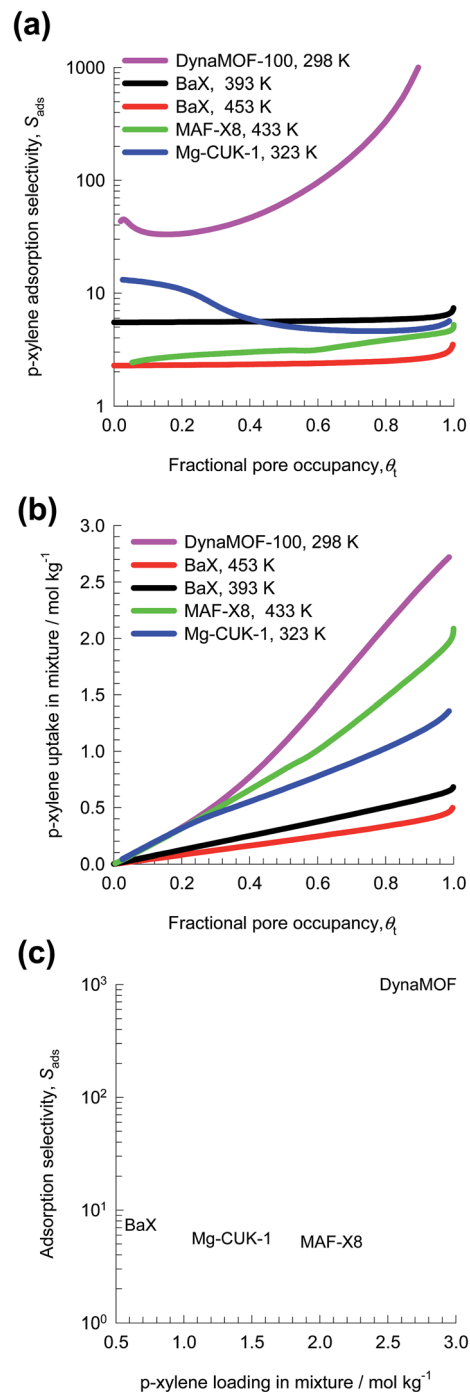 (a)
DynaMOF-100, 298 K
BaX, 393 K
BaX, 453 K
MAF-X8, 433 K
Mg-CUK-1, 323 K
1000
100
10
1
p-xylene adsorption selectivity, Sads
0.0 0.2 0.4 0.6 0.8 1.0
Fractional pore occupancy,θt
(b)
DynaMOF-100, 298 K
BaX, 453 K
BaX, 393 K
MAF-X8, 433 K
Mg-CUK-1, 323 K
3.0
2.5
2.0
1.5
1.0
0.5
0.0
p-xylene uptake in mixture / mol kg-1
0.0 0.2 0.4 0.6 0.8 1.0
Fractional pore occupancy,θt
(c)
10³
10²
10¹
10⁰
Adsorption selectivity, Sads
DynaMOF
BaX
Mg-CUK-1
MAF-X8
0.5 1.0 1.5 2.0 2.5 3.0
p-xylene loading in mixture / mol kg-1